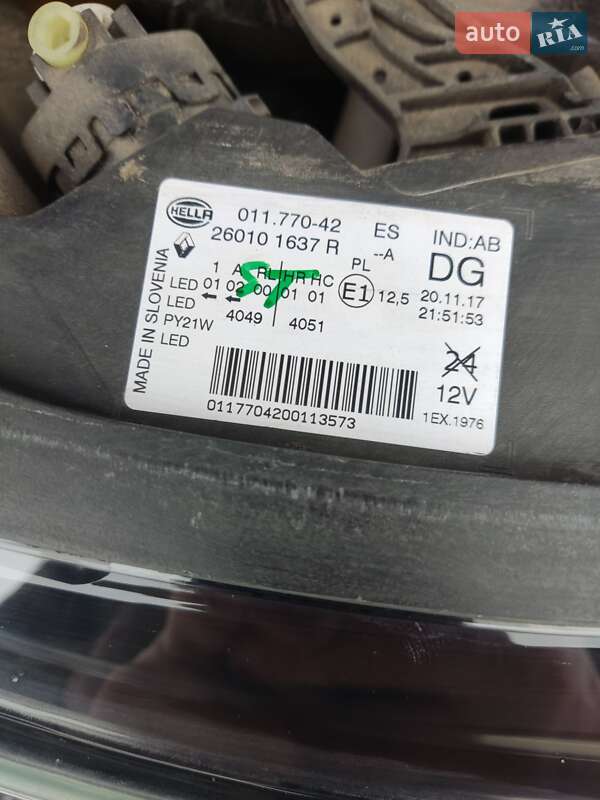 auto RIA .com
HELLA 011.770-42 ES IND:AB
26010 1637 R --A DG
PL
1 A RL HR HC
LED 01 02 00 01 01 E1 12,5 20.11.17
LED 21:51:53
PY21W 4049 4051
LED
24
12V
1EX.1976
MADE IN SLOVENIA
ST
0117704200113573